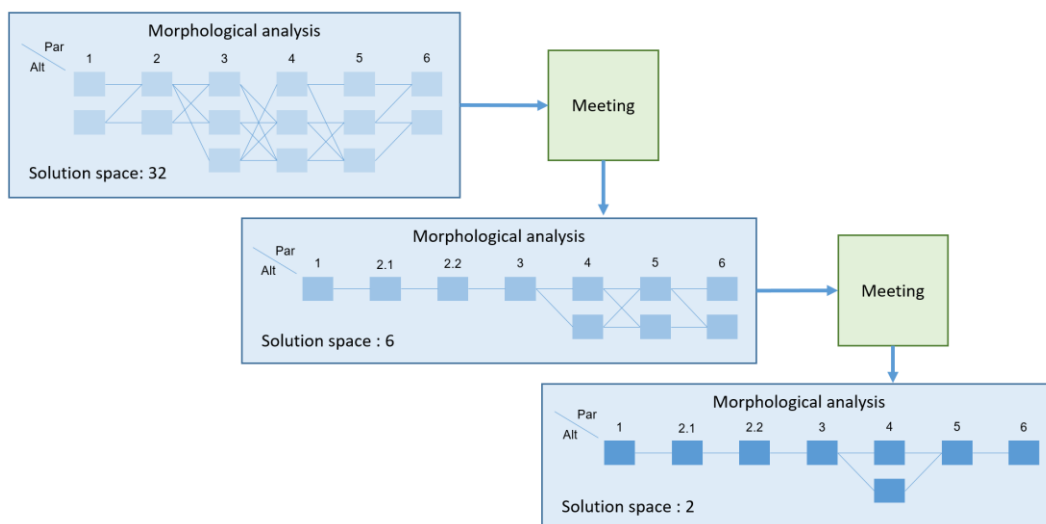 Morphological analysis
Par
Alt
1 2 3 4 5 6
Solution space: 32
Meeting
Morphological analysis
Par
Alt
1 2.1 2.2 3 4 5 6
Solution space : 6
Meeting
Morphological analysis
Par
Alt
1 2.1 2.2 3 4 5 6
Solution space : 2